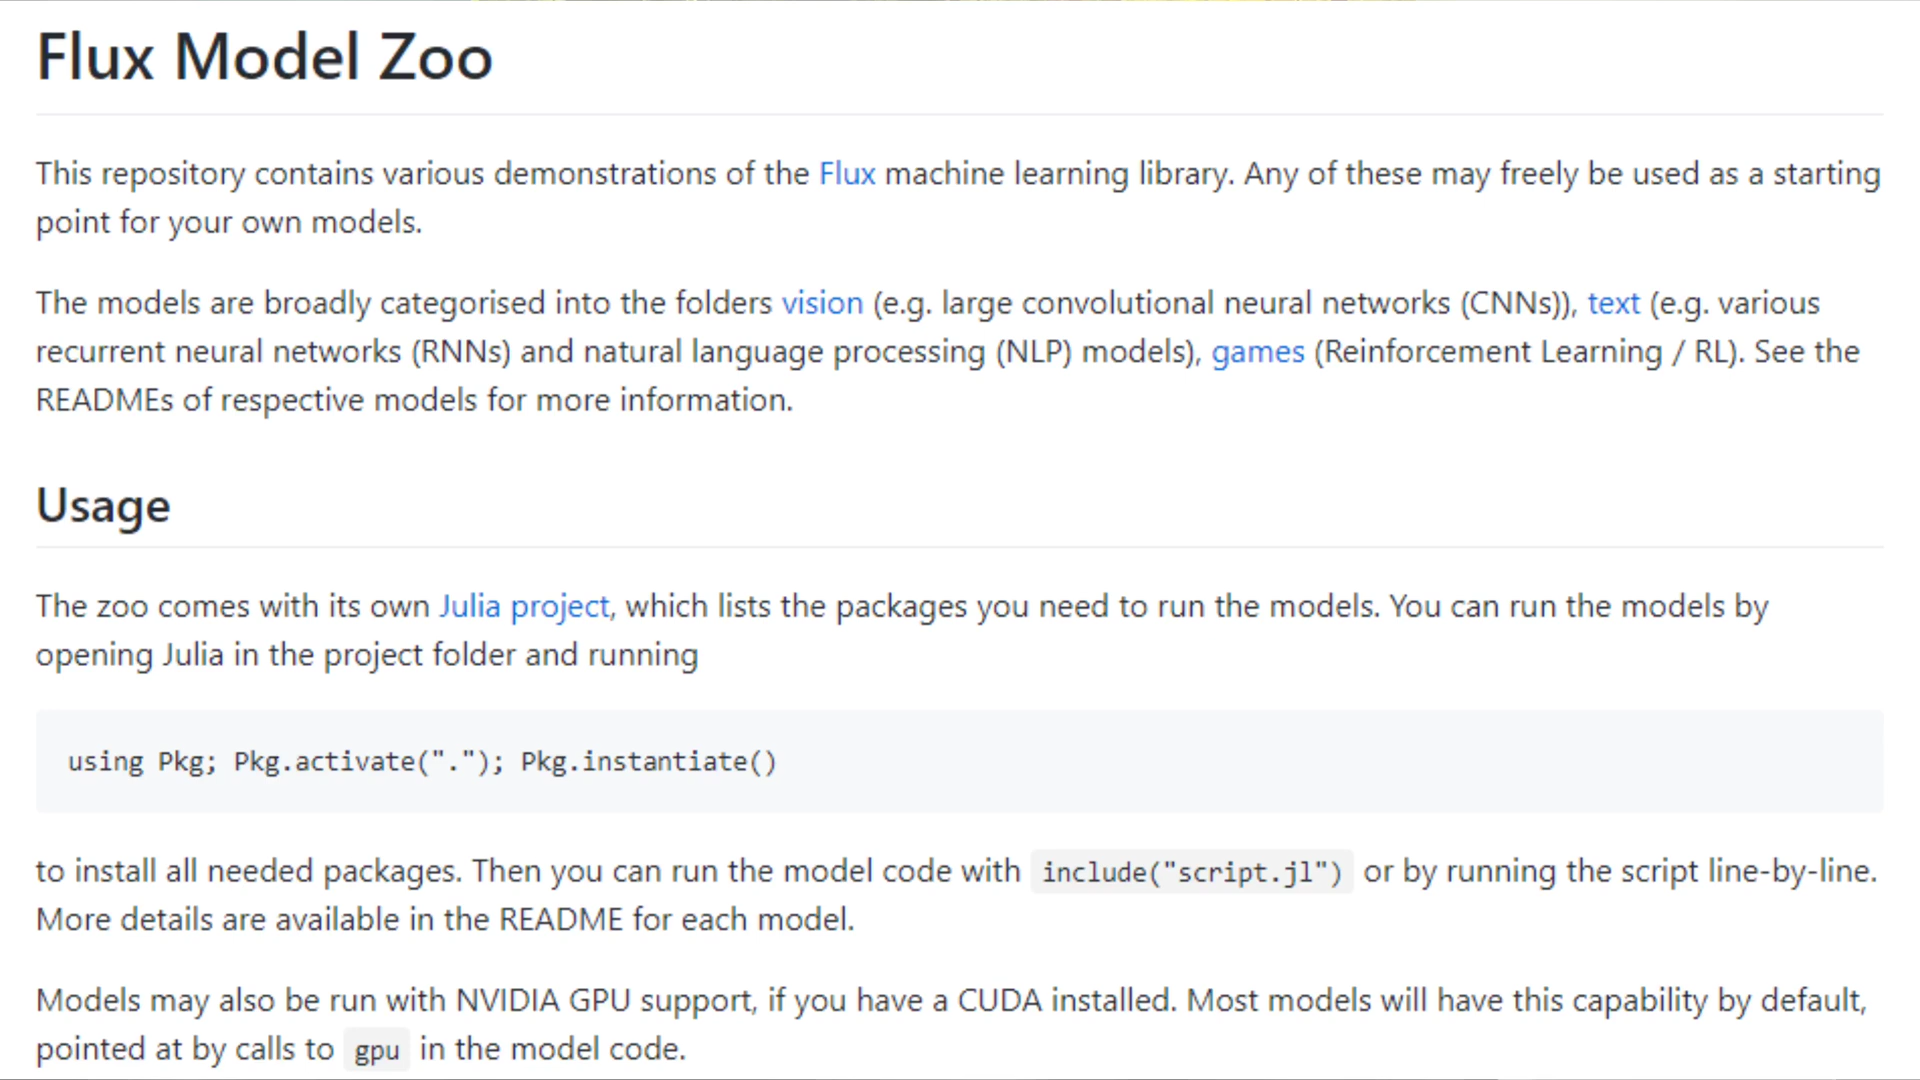 Flux Model Zoo
This repository contains various demonstrations of the Flux machine learning library. Any of these may freely be used as a starting
point for your own models.
The models are broadly categorised into the folders vision (e.g. large convolutional neural networks (CNNs)), text (e.g. various
recurrent neural networks (RNNs) and natural language processing (NLP) models), games (Reinforcement Learning / RL). See the
READMEs of respective models for more information.
Usage
The zoo comes with its own Julia project, which lists the packages you need to run the models. You can run the models by
opening Julia in the project folder and running
using Pkg; Pkg.activate("."); Pkg.instantiate()
to install all needed packages. Then you can run the model code with include("script.jl") or by running the script line-by-line.
More details are available in the README for each model.
Models may also be run with NVIDIA GPU support, if you have a CUDA installed. Most models will have this capability by default,
pointed at by calls to gpu in the model code.